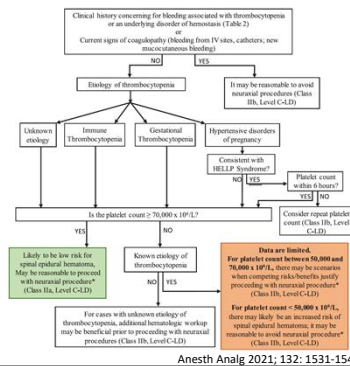 Clinical history concerning for bleeding associated with thrombocytopenia
or an underlying disorder of hemostasis (Table 2)
or
Current signs of coagulopathy (bleeding from IV sites, catheters; new
mucocutaneous bleeding)
NO
YES
Etiology of thrombocytopenia
It may be reasonable to avoid
neuraxial procedures (Class
IIb, Level C-LD)
Unknown
etiology
Immune
Thrombocytopenia
Gestational
Thrombocytopenia
Hypertensive disorders
of pregnancy
Consistent with
HELLP Syndrome?
NO
YES
Platelet count
within 6 hours?
YES
NO
Is the platelet count ≥ 70,000 x 10⁶/L?
Consider repeat platelet
count (Class IIb, Level
C-LD)
YES
NO
Likely to be low risk for
spinal epidural hematoma,
May be reasonable to proceed
with neuraxial procedure*
(Class IIa, Level C-LD)
Known etiology of
thrombocytopenia
NO
YES
For cases with unknown etiology of
thrombocytopenia, additional hematologic workup
may be beneficial prior to proceeding with neuraxial
procedures (Class IIb, Level C-LD)
Data are limited.
For platelet count between 50,000 and
70,000 x 10⁶/L, there may be scenarios
when competing risks/benefits justify
proceeding with neuraxial procedure*
(Class IIb, Level C-LD)
For platelet count < 50,000 x 10⁶/L,
there may likely be an increased risk of
spinal epidural hematoma; it may be
reasonable to avoid neuraxial procedure*
(Class IIb, Level C-LD)
Anesth Analg 2021; 132: 1531-154